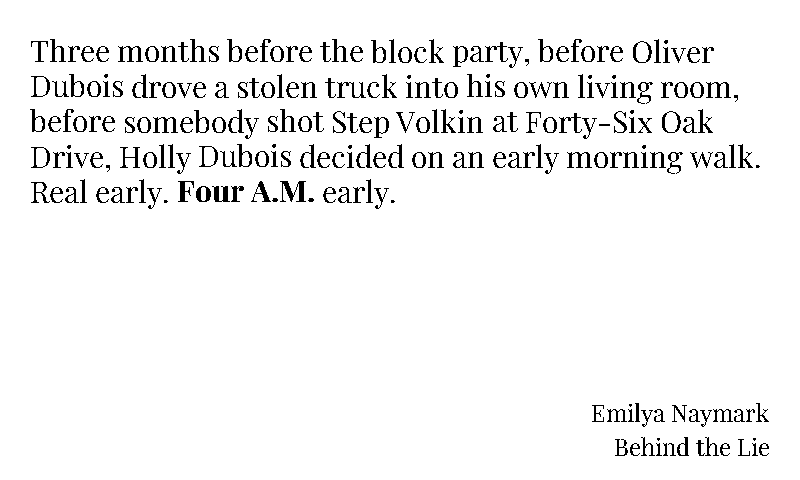 Three months before the block party, before Oliver
Dubois drove a stolen truck into his own living room,
before somebody shot Step Volkin at Forty-Six Oak
Drive, Holly Dubois decided on an early morning walk.
Real early. Four A.M. early.
Emilya Naymark
Behind the Lie